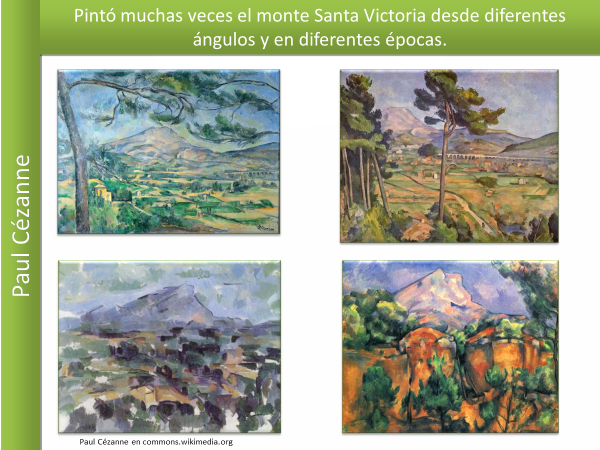 Pintó muchas veces el monte Santa Victoria desde diferentes
ángulos y en diferentes épocas.
Paul Cézanne
Paul Cézanne en commons.wikimedia.org